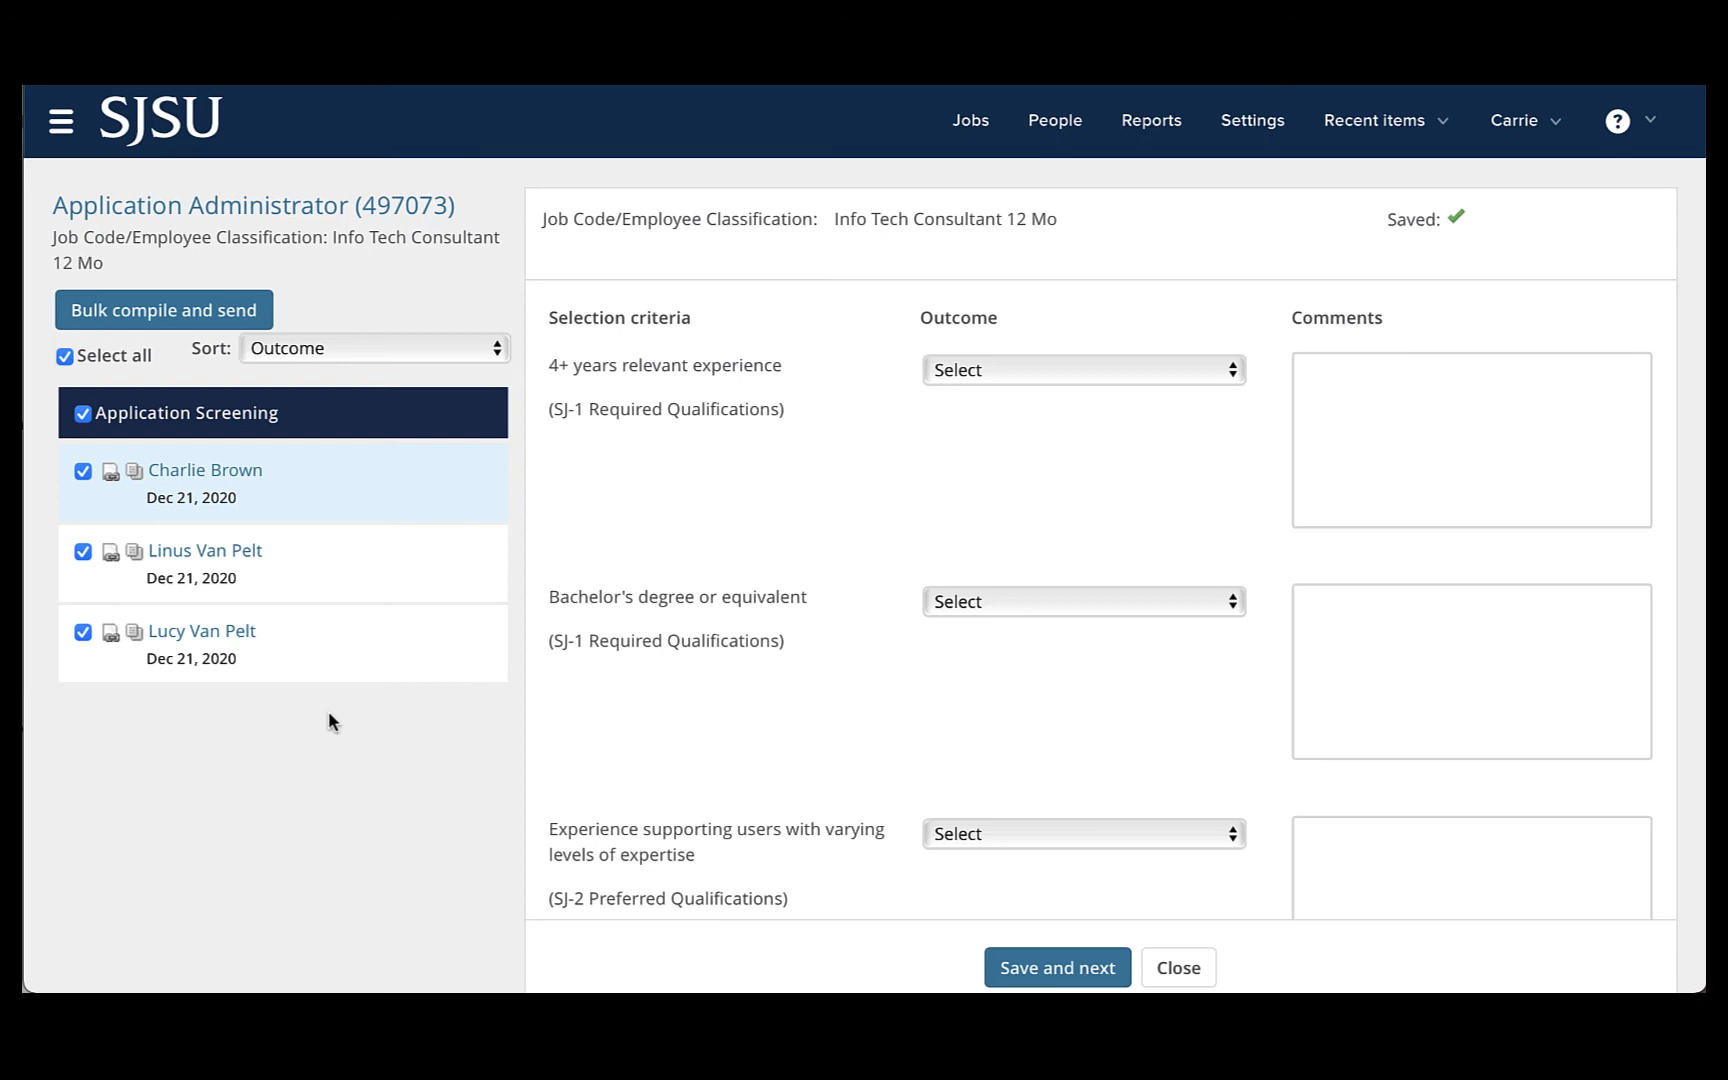 SJSU
Jobs
People
Reports
Settings
Recent items
Carrie
?
Application Administrator (497073)
Job Code/Employee Classification: Info Tech Consultant
12 Mo
Bulk compile and send
Select all
Sort:
Outcome
Application Screening
Charlie Brown
Dec 21, 2020
Linus Van Pelt
Dec 21, 2020
Lucy Van Pelt
Dec 21, 2020
Job Code/Employee Classification: Info Tech Consultant 12 Mo
Saved:
Selection criteria
Outcome
Comments
4+ years relevant experience
Select
(SJ-1 Required Qualifications)
Bachelor's degree or equivalent
Select
(SJ-1 Required Qualifications)
Experience supporting users with varying
levels of expertise
Select
(SJ-2 Preferred Qualifications)
Save and next
Close